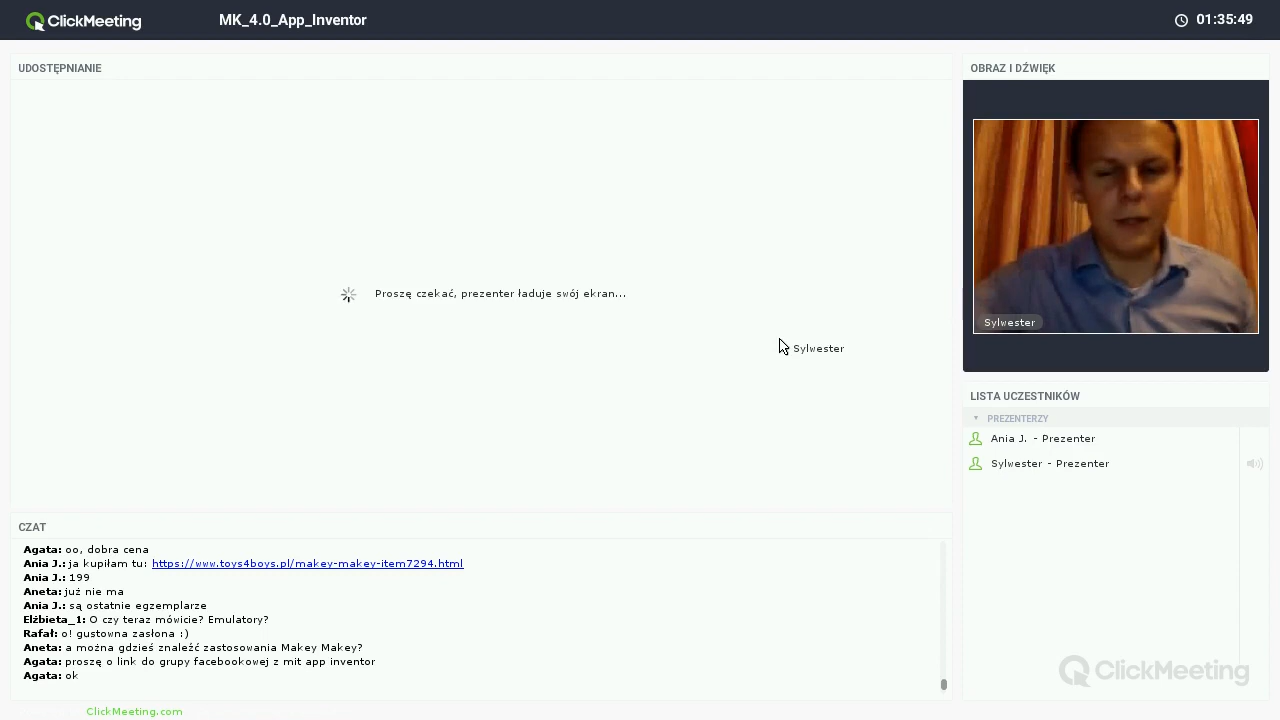 ClickMeeting
MK_4.0_App_Inventor
01:35:49
UDOSTĘPNIANIE
OBRAZ I DŹWIĘK
Proszę czekać, prezenter ładuje swój ekran...
Sylwester
Sylwester
LISTA UCZESTNIKÓW
PREZENTERZY
Ania J. - Prezenter
Sylwester - Prezenter
CZAT
Agata: oo, dobra cena
Ania J.: ja kupiłam tu: https://www.toys4boys.pl/makey-makey-item7294.html
Ania J.: 199
Aneta: już nie ma
Ania J.: są ostatnie egzemplarze
Elżbieta_1: O czy teraz mówicie? Emulatory?
Rafał: o! gustowna zasłona :)
Aneta: a można gdzieś znaleźć zastosowania Makey Makey?
Agata: proszę o link do grupy facebookowej z mit app inventor
Agata: ok
ClickMeeting
ClickMeeting.com